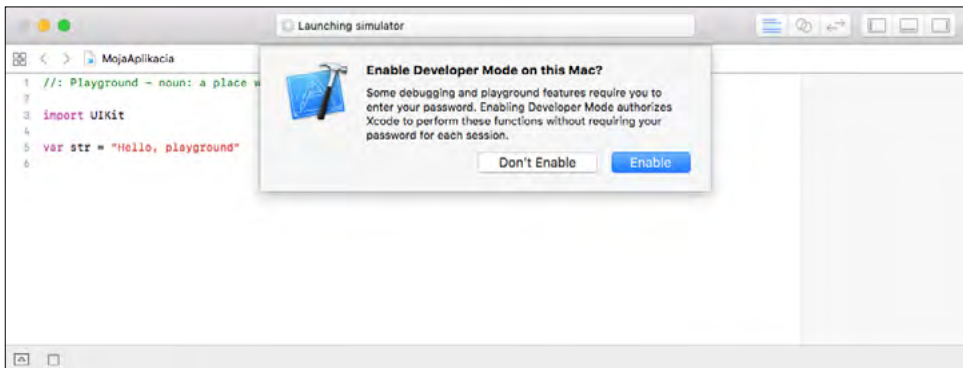 Launching simulator
MojaAplikacia
1 //: Playground - noun: a place w
2
3 import UIKit
4
5 var str = "Hello, playground"
6
Enable Developer Mode on this Mac?
Some debugging and playground features require you to
enter your password. Enabling Developer Mode authorizes
Xcode to perform these functions without requiring your
password for each session.
Don't Enable
Enable